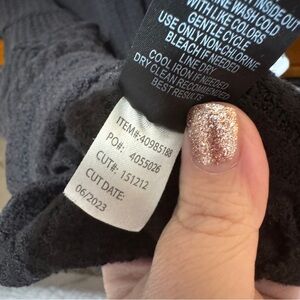 INSIDE OUT
MACHINE WASH COLD
WITH LIKE COLORS
GENTLE CYCLE
USE ONLY NON-CHLORINE
BLEACH IF NEEDED
LINE DRY
COOL IRON IF NEEDED
DRY CLEAN RECOMMENDED
BEST RESULTS
ITEM#:40985188
PO#: 4055026
CUT#: 151212
CUT DATE:
06/2023